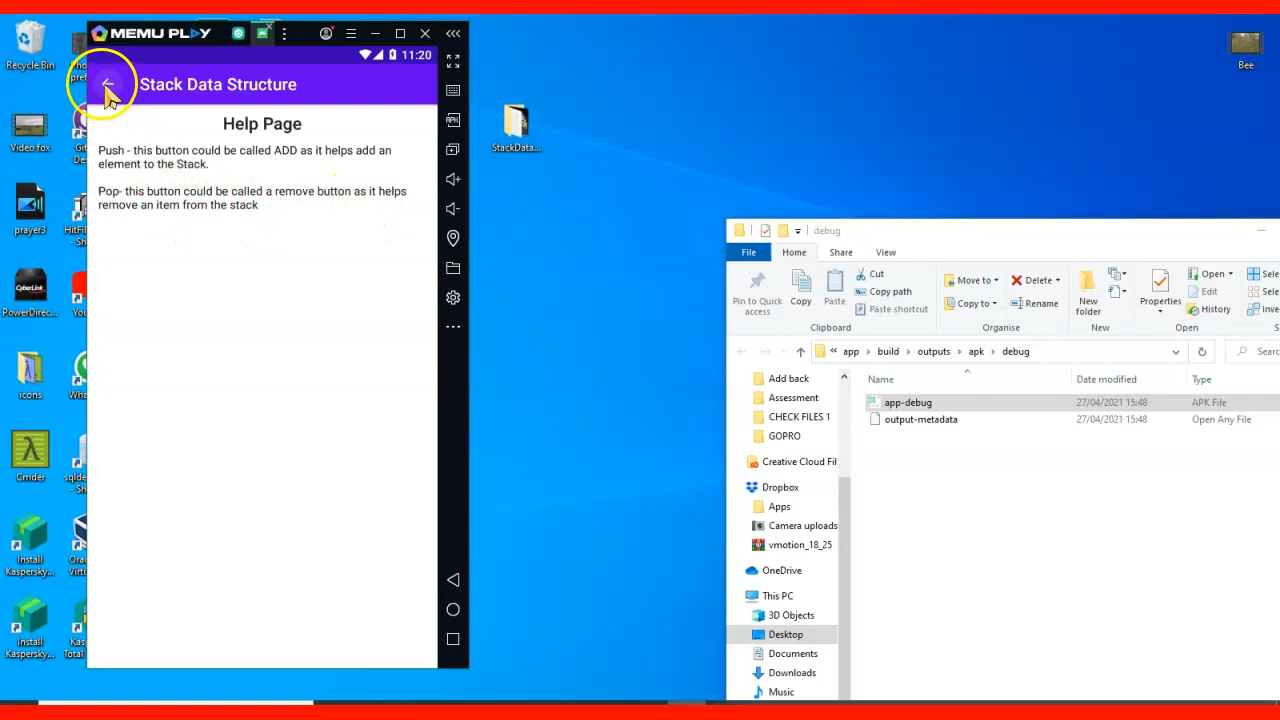 MEMU PLAY
11:20
Stack Data Structure
Help Page
Push - this button could be called ADD as it helps add an
element to the Stack.
Pop- this button could be called a remove button as it helps
remove an item from the stack
Recycle Bin
Video fox
prayer3
PowerDirec...
icons
Cmder
Install
Kaspersky...
Install
Kaspersky...
StackData...
Bee
debug
File
Home
Share
View
Pin to Quick
access
Copy
Paste
Cut
Copy path
Paste shortcut
Clipboard
Move to
Copy to
Delete
Rename
Organise
New
folder
New
Properties
Open
Edit
History
Open
« app › build › outputs › apk › debug
Name
Date modified
Type
app-debug
27/04/2021 15:48
APK File
output-metadata
27/04/2021 15:48
Open Any File
Add back
Assessment
CHECK FILES 1
GOPRO
Creative Cloud Fil
Dropbox
Apps
Camera uploads
vmotion_18_25
OneDrive
This PC
3D Objects
Desktop
Documents
Downloads
Music